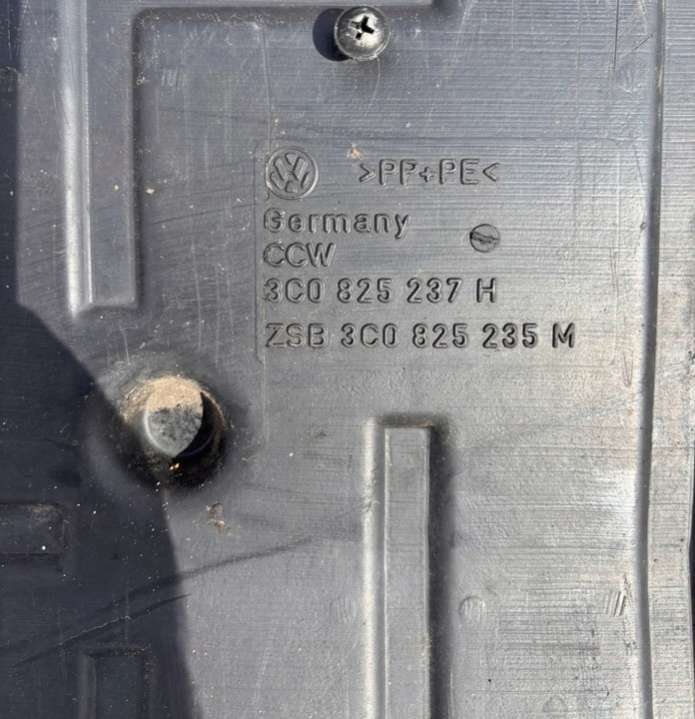 >PP+PE<
Germany
CCW
3C0 825 237 H
ZSB 3C0 825 235 M